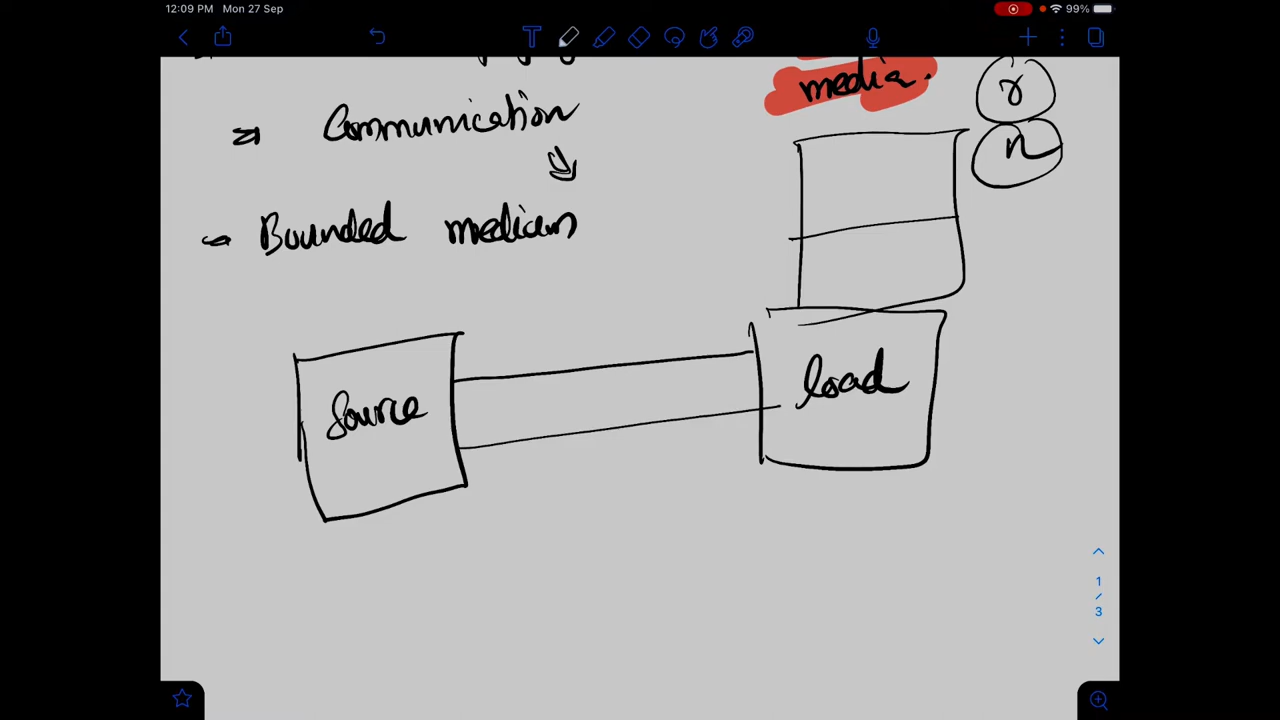 12:09 PM Mon 27 Sep
99%
T
media.
Communication
Bounded medium
r
n
Source
load
1
/
3